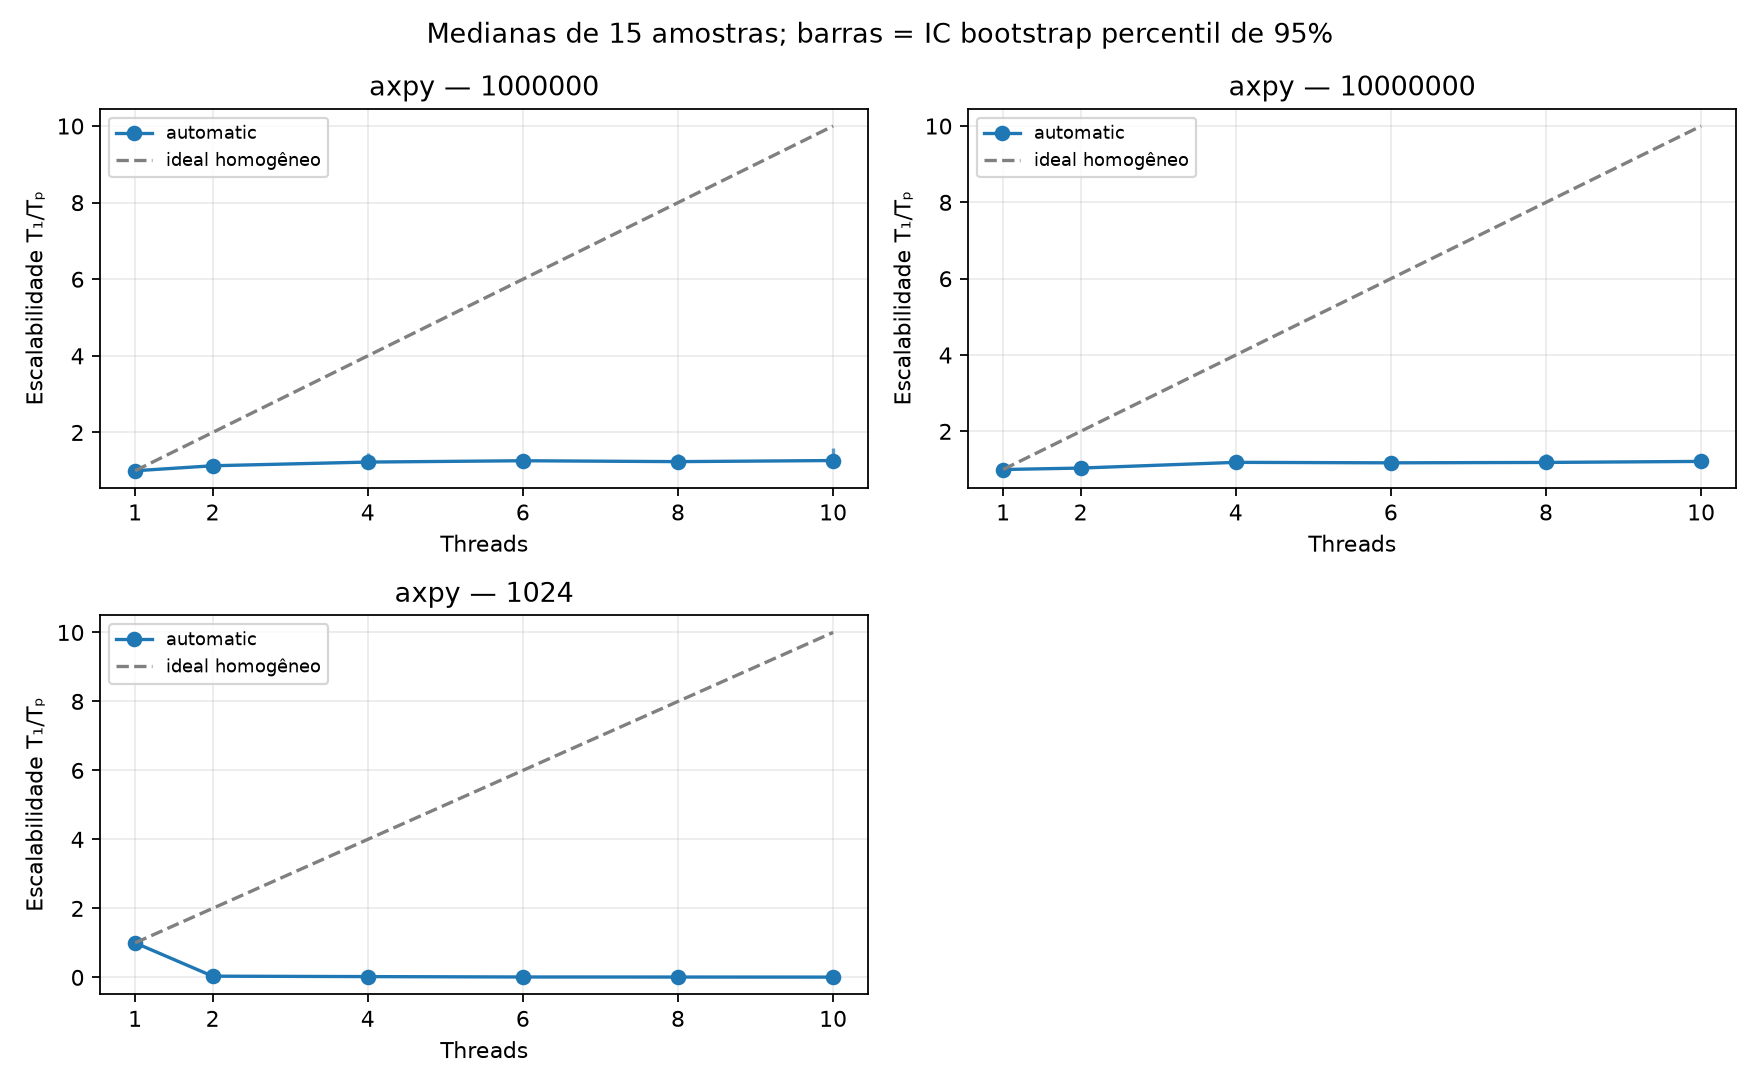 Medianas de 15 amostras; barras = IC bootstrap percentil de 95%
axpy — 1000000
Escalabilidade T₁/Tₚ
10
8
6
4
2
automatic
ideal homogêneo
1 2 4 6 8 10
Threads
axpy — 10000000
Escalabilidade T₁/Tₚ
10
8
6
4
2
automatic
ideal homogêneo
1 2 4 6 8 10
Threads
axpy — 1024
Escalabilidade T₁/Tₚ
10
8
6
4
2
0
automatic
ideal homogêneo
1 2 4 6 8 10
Threads